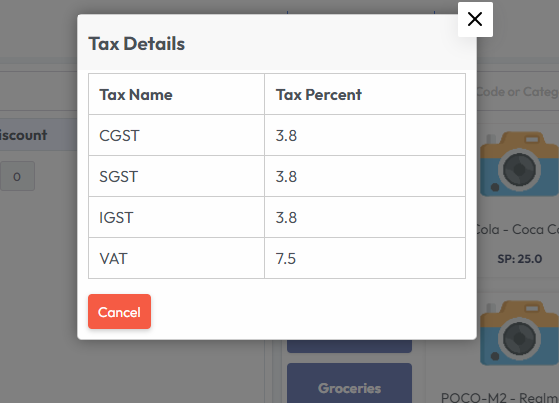 Tax Details
Tax Name Tax Percent
CGST 3.8
SGST 3.8
IGST 3.8
VAT 7.5
Cancel
Code or Categ
iscount
0
Cola - Coca Co
SP: 25.0
Groceries
POCO-M2 - Realm